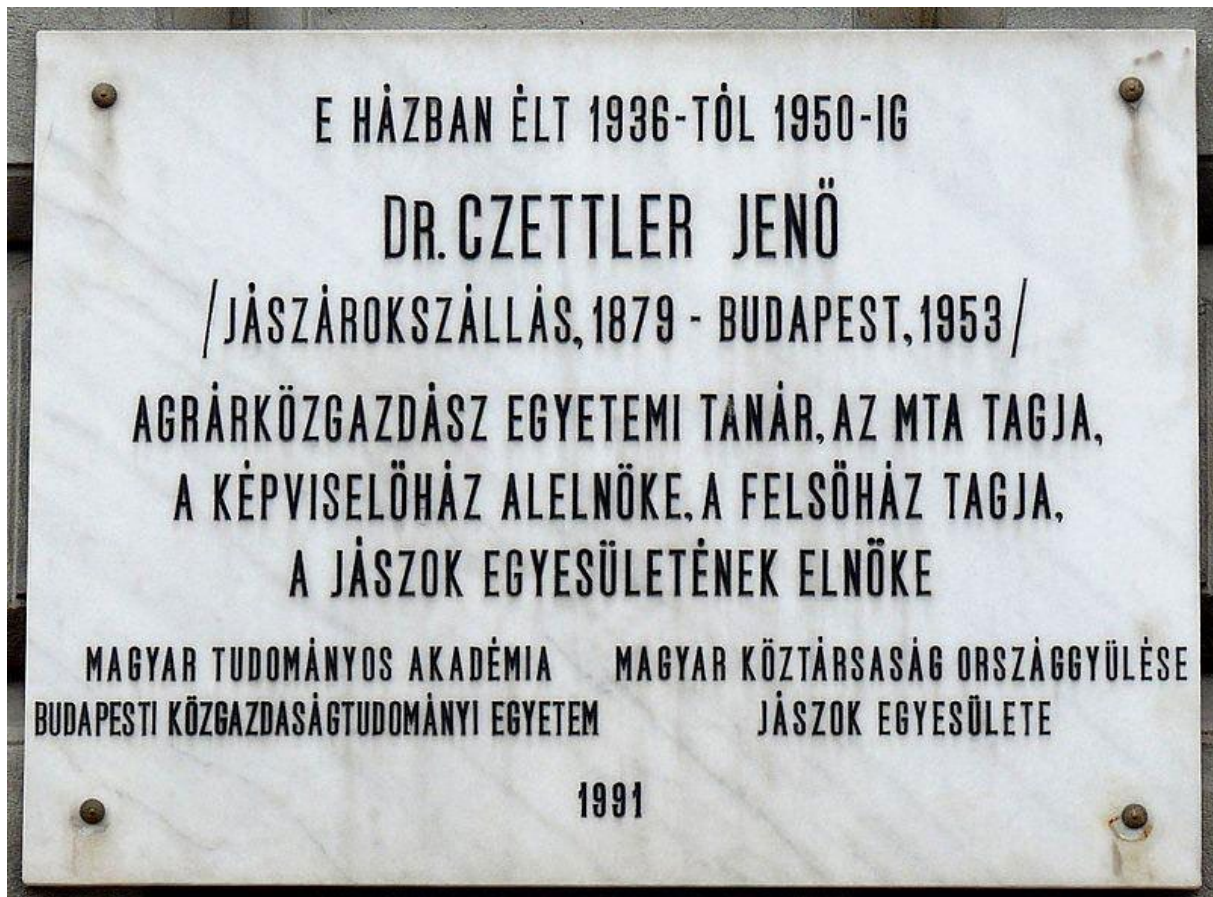 E HÁZBAN ÉLT 1936-TÓL 1950-IG
DR. CZETTLER JENŐ
/JÁSZÁROKSZÁLLÁS, 1879 - BUDAPEST, 1953/
AGRÁRKÖZGAZDÁSZ EGYETEMI TANÁR, AZ MTA TAGJA,
A KÉPVISELŐHÁZ ALELNÖKE, A FELSŐHÁZ TAGJA,
A JÁSZOK EGYESÜLETÉNEK ELNÖKE
MAGYAR TUDOMÁNYOS AKADÉMIA
BUDAPESTI KÖZGAZDASÁGTUDOMÁNYI EGYETEM
MAGYAR KÖZTÁRSASÁG ORSZÁGGYÜLÉSE
JÁSZOK EGYESÜLETE
1991